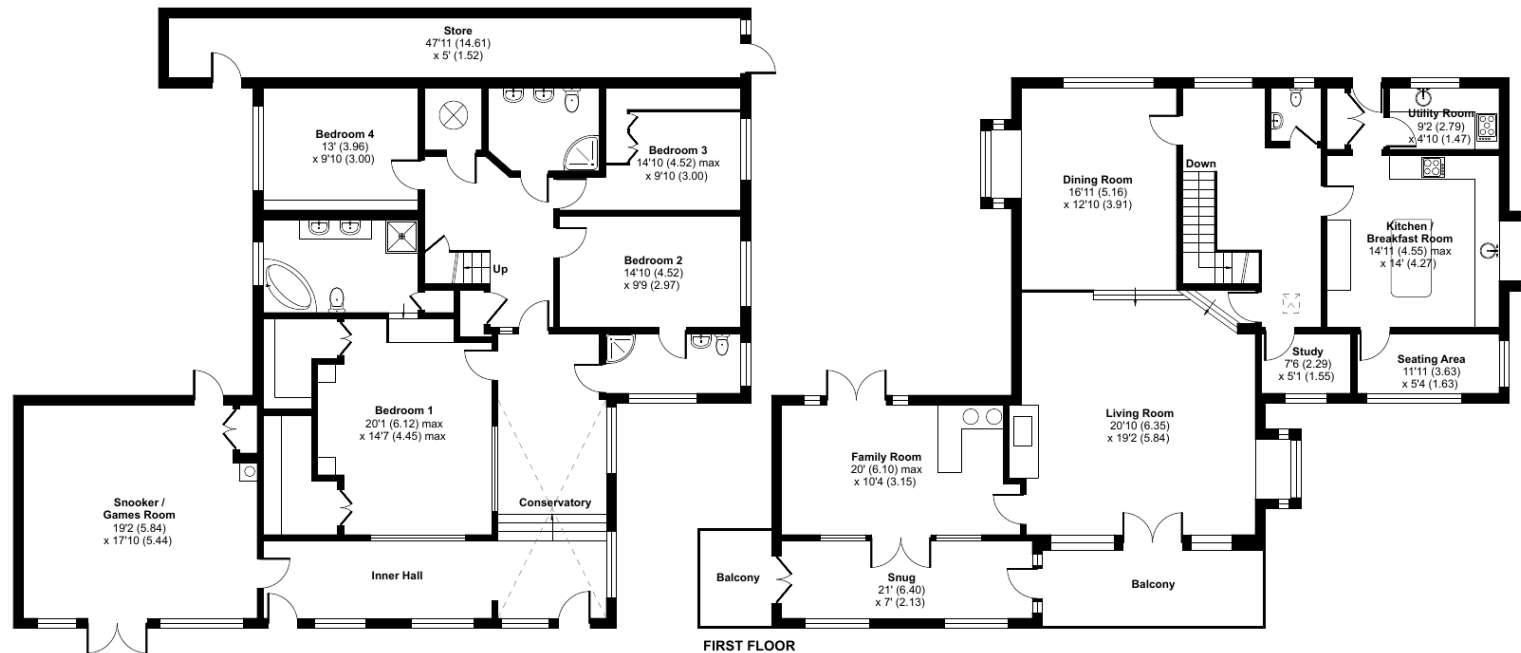 Store
47'11 (14.61)
x 5' (1.52)
Bedroom 4
13' (3.96)
x 9'10 (3.00)
Bedroom 3
14'10 (4.52) max
x 9'10 (3.00)
Up
Bedroom 2
14'10 (4.52)
x 9'9 (2.97)
Bedroom 1
20'1 (6.12) max
x 14'7 (4.45) max
Snooker /
Games Room
19'2 (5.84)
x 17'10 (5.44)
Conservatory
Inner Hall
Utility Room
9'2 (2.79)
x 4'10 (1.47)
Down
Dining Room
16'11 (5.16)
x 12'10 (3.91)
Kitchen /
Breakfast Room
14'11 (4.55) max
x 14' (4.27)
Study
7'6 (2.29)
x 5'1 (1.55)
Seating Area
11'11 (3.63)
x 5'4 (1.63)
Living Room
20'10 (6.35)
x 19'2 (5.84)
Family Room
20' (6.10) max
x 10'4 (3.15)
Balcony
Snug
21' (6.40)
x 7' (2.13)
Balcony
FIRST FLOOR